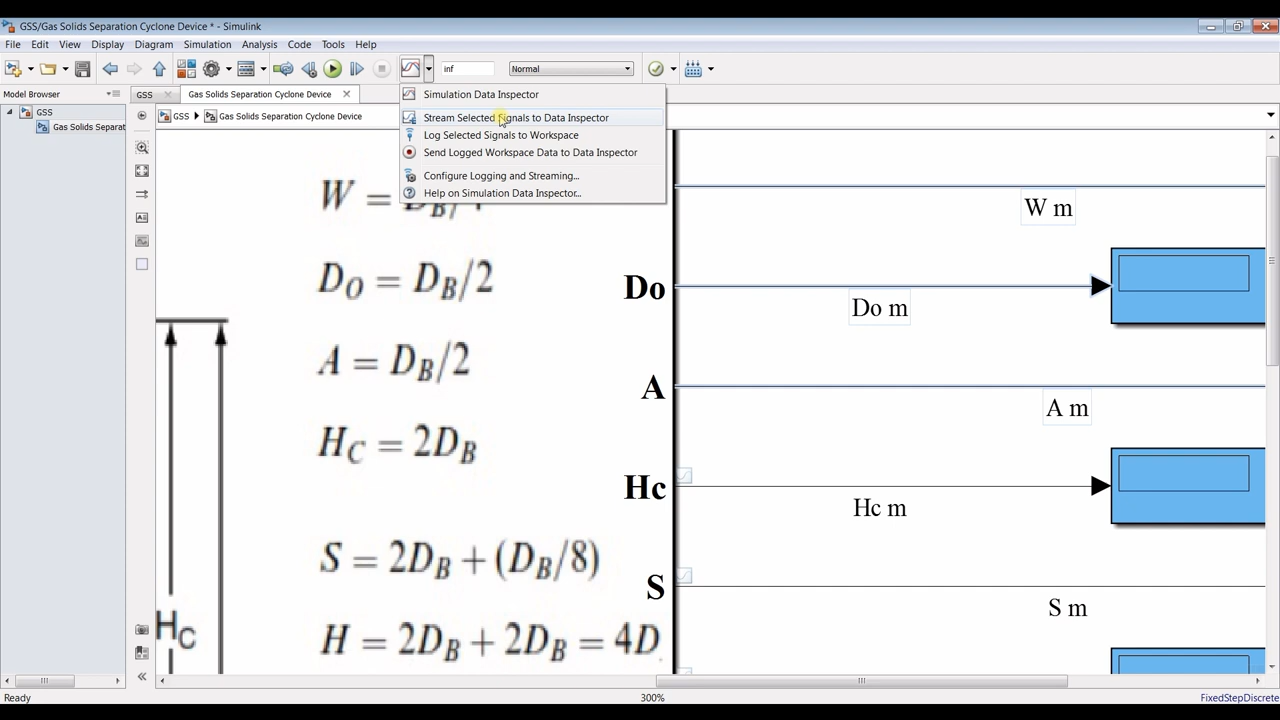 GSS/Gas Solids Separation Cyclone Device * - Simulink
File Edit View Display Diagram Simulation Analysis Code Tools Help
inf Normal
Model Browser
GSS
Gas Solids Separation Cyclone Device
GSS
Gas Solids Separat
GSS Gas Solids Separation Cyclone Device
Simulation Data Inspector
Stream Selected Signals to Data Inspector
Log Selected Signals to Workspace
Send Logged Workspace Data to Data Inspector
Configure Logging and Streaming...
Help on Simulation Data Inspector...
W = D_B/4
W m
D_O = D_B/2
Do
Do m
A = D_B/2
A
A m
H_C = 2D_B
Hc
Hc m
S = 2D_B + (D_B/8)
S
S m
H_C
H = 2D_B + 2D_B = 4D
Ready
300%
FixedStepDiscrete